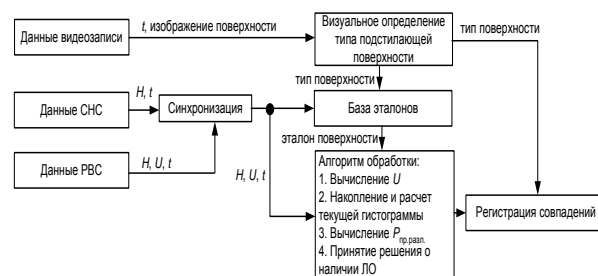 Данные видеозаписи
t, изображение поверхности
Визуальное определение
типа подстилающей
поверхности
тип поверхности
тип поверхности
Данные СНС
H, t
Синхронизация
База эталонов
эталон поверхности
Данные РВС
H, U, t
H, U, t
Алгоритм обработки:
1. Вычисление U
2. Накопление и расчет
текущей гистограммы
3. Вычисление Pпр.разл.
4. Принятие решения о
наличии ЛО
Регистрация совпадений